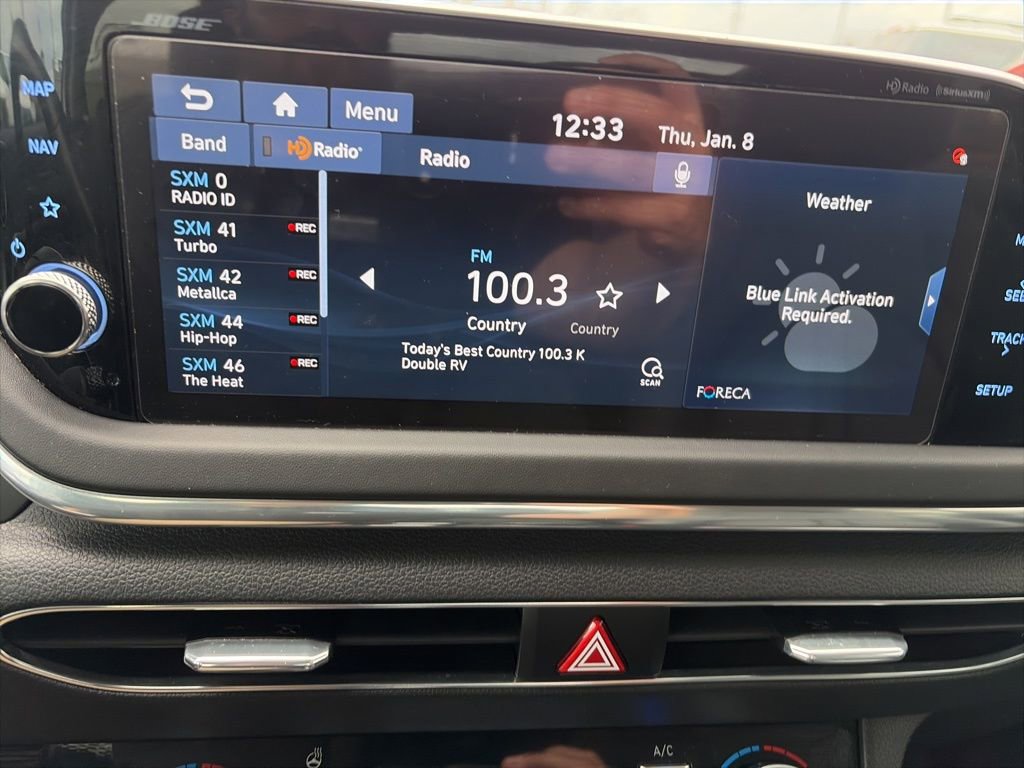 BOSE
HD Radio SiriusXM
MAP
NAV
Menu
12:33
Thu, Jan. 8
Band
HD Radio
Radio
SXM 0
RADIO ID
SXM 41
Turbo
REC
SXM 42
Metallca
REC
SXM 44
Hip-Hop
REC
SXM 46
The Heat
REC
FM
100.3
Country
Country
Today's Best Country 100.3 K
Double RV
SCAN
Weather
Blue Link Activation
Required.
FORECA
SEE
TRACK
SETUP
A/C